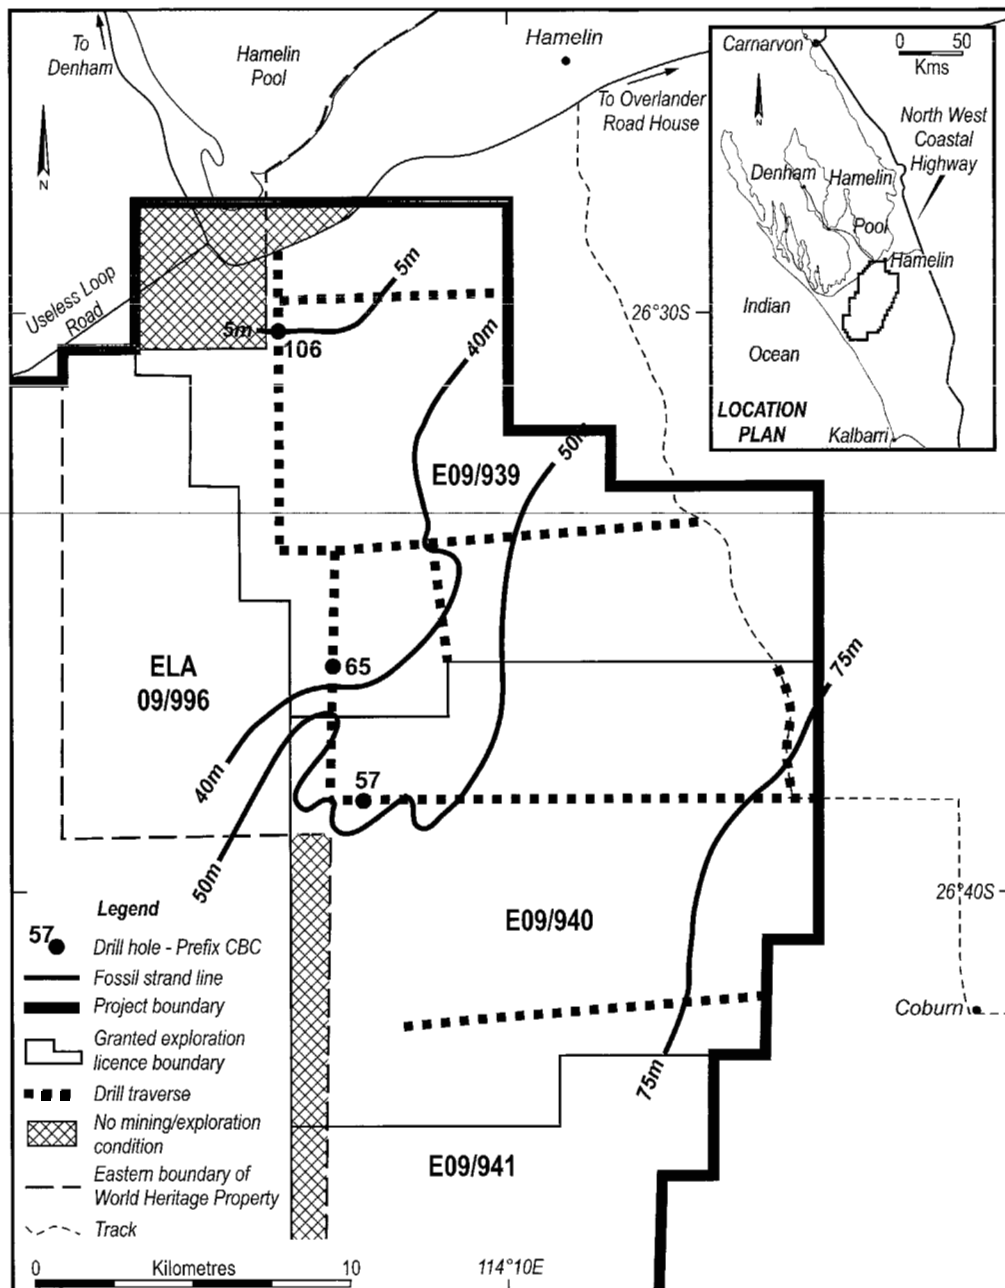 To
Denham
Hamelin
Pool
Hamelin
To Overlander
Road House
N
Useless Loop
Road
5m
5m
106
40m
50m
E09/939
26°30S
ELA
09/996
65
40m
50m
57
75m
E09/940
26°40S
Coburn
75m
E09/941
114°10E
Carnarvon
0 50
Kms
N
North West
Coastal
Highway
Denham
Hamelin
Pool
Hamelin
Indian
Ocean
LOCATION
PLAN
Kalbarri
Legend
57
Drill hole - Prefix CBC
Fossil strand line
Project boundary
Granted exploration
licence boundary
Drill traverse
No mining/exploration
condition
Eastern boundary of
World Heritage Property
Track
0 Kilometres 10